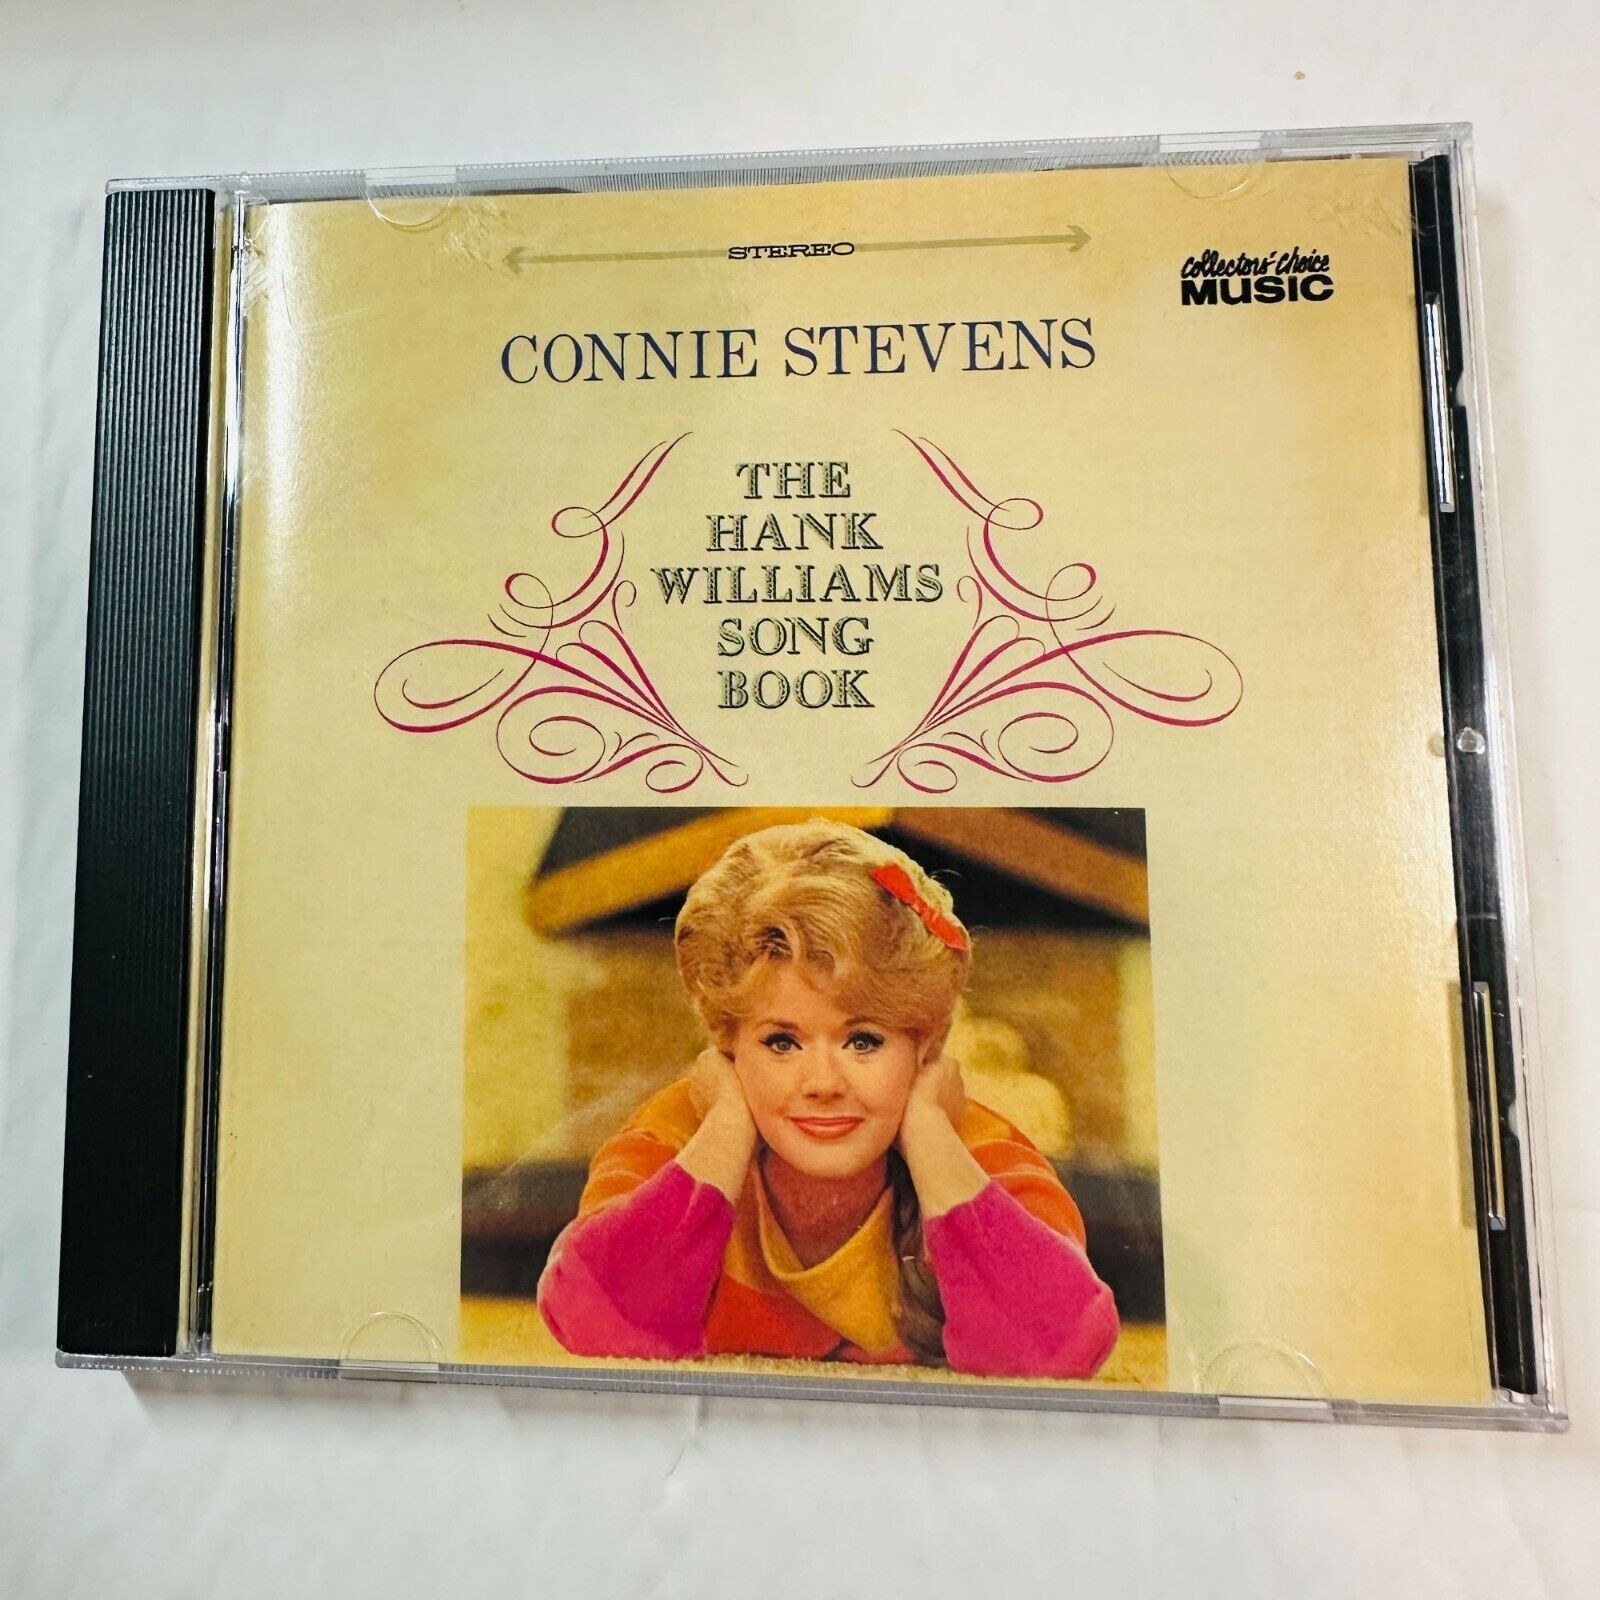 STEREO
Collectors' Choice
MUSIC
CONNIE STEVENS
THE
HANK
WILLIAMS
SONG
BOOK